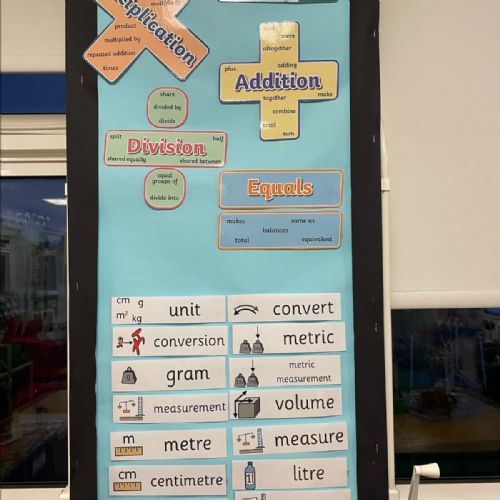 multiple of
Multiplication
product
multiplied by
repeated addition
times
more
altogether
plus
adding
Addition
together
make
combine
total
sum
share
divided by
divide
split
half
Division
shared equally
shared between
equal
groups of
divide into
Equals
makes
same as
balances
total
equivalent
cm g
m² kg
unit
convert
conversion
metric
gram
metric
measurement
measurement
volume
m
metre
measure
cm
centimetre
1
litre